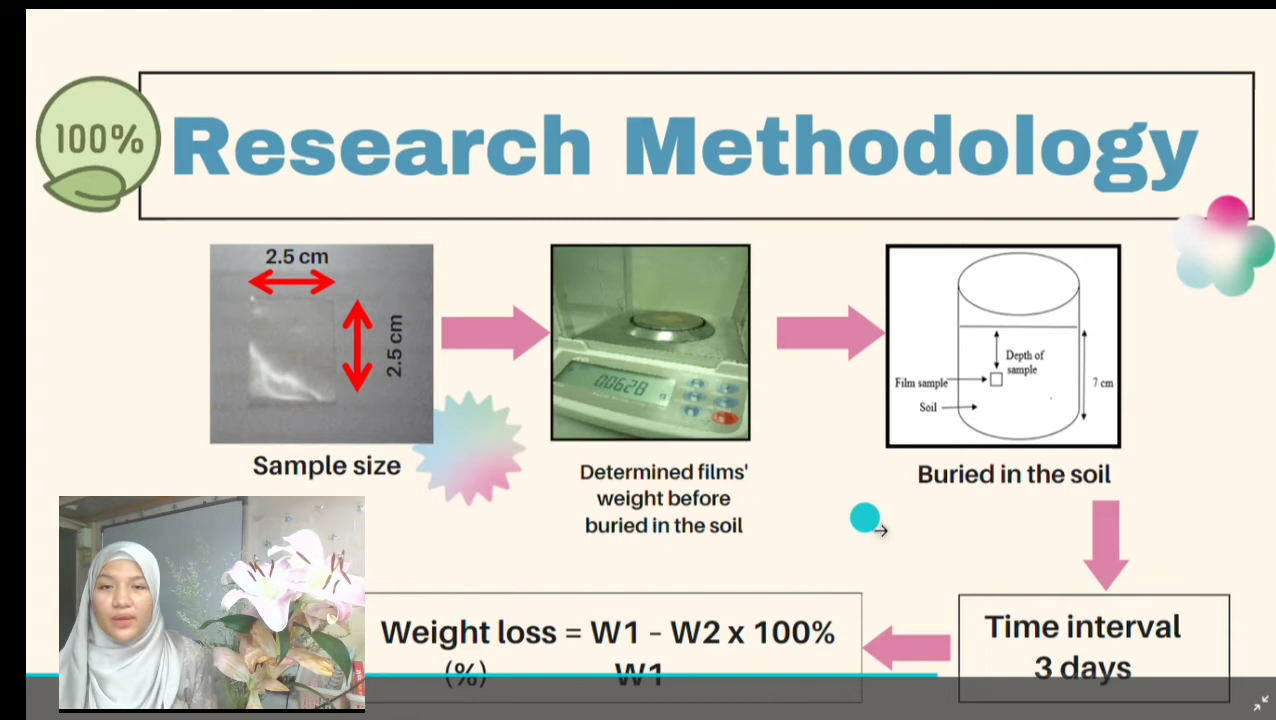 100%
Research Methodology
2.5 cm
2.5 cm
Sample size
00628
Determined films'
weight before
buried in the soil
Depth of
sample
Film sample
Soil
7 cm
Buried in the soil
Time interval
3 days
Weight loss = W1 - W2 x 100%
(%) W1